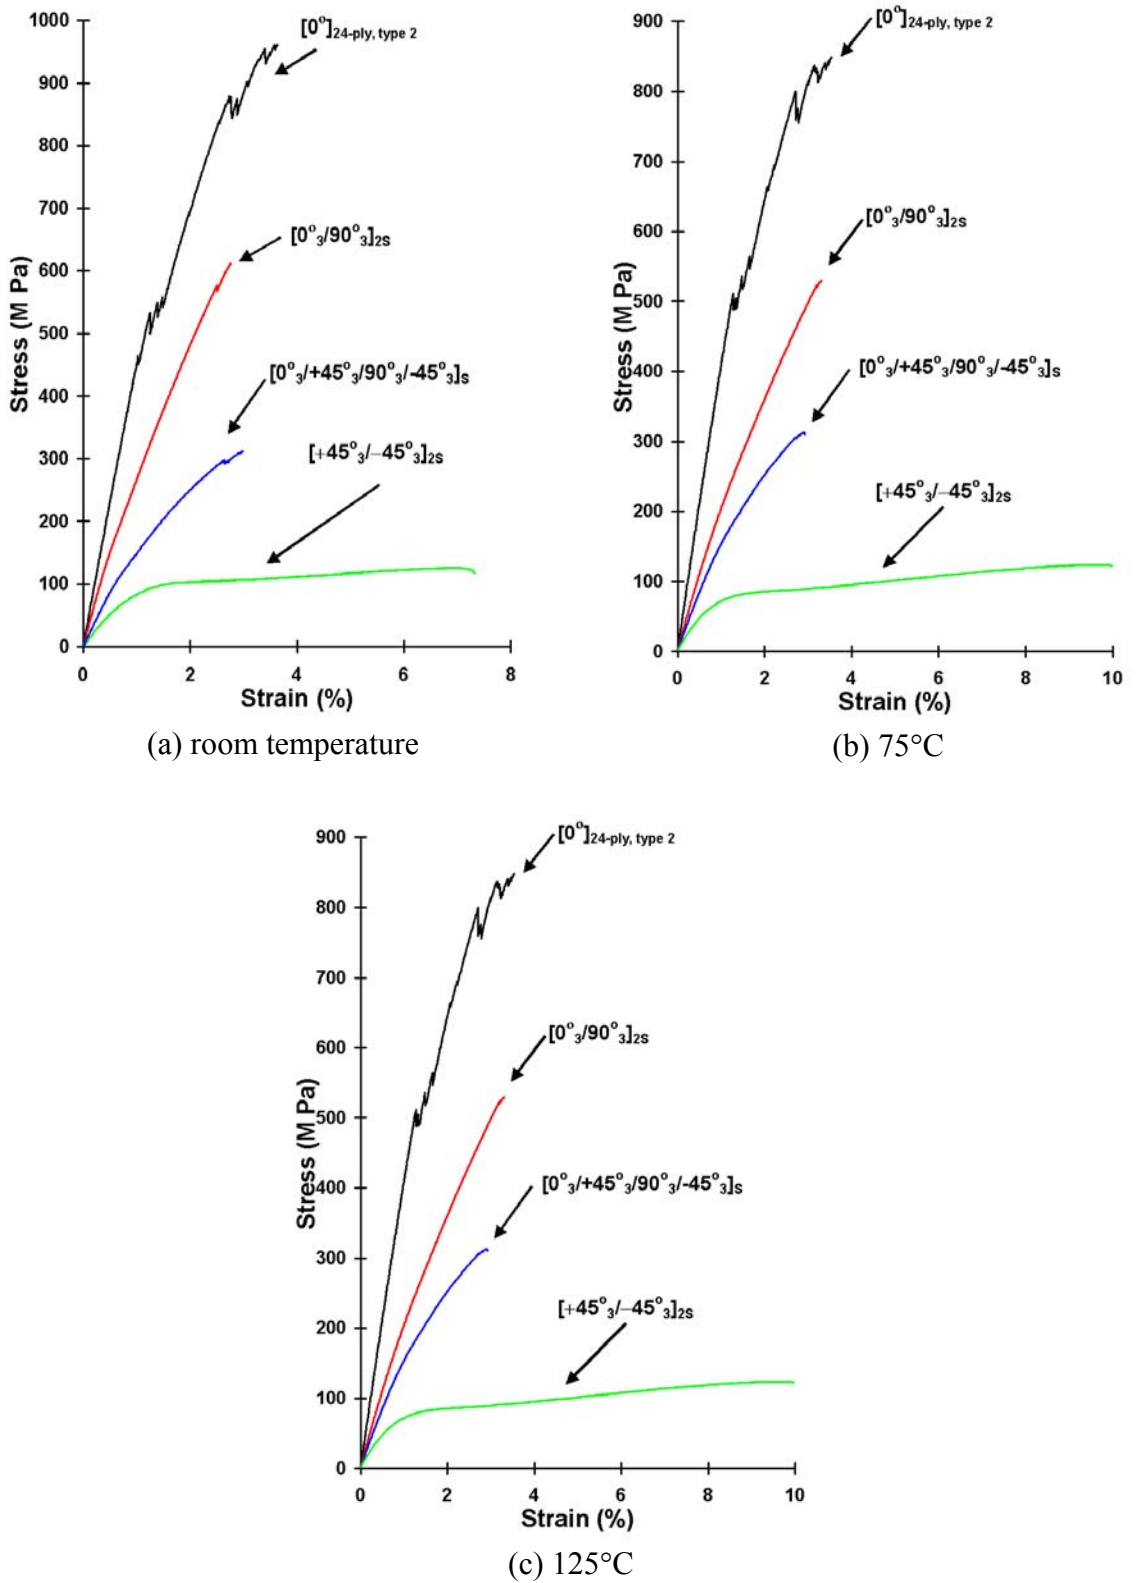 1000
900
800
700
600
500
400
300
200
100
0
0 2 4 6 8
Stress (M Pa)
Strain (%)
[0°]24-ply, type 2
[0°3/90°3]2S
[0°3/+45°3/90°3/-45°3]S
[+45°3/−45°3]2S
(a) room temperature
900
800
700
600
500
400
300
200
100
0
0 2 4 6 8 10
Stress (M Pa)
Strain (%)
[0°]24-ply, type 2
[0°3/90°3]2S
[0°3/+45°3/90°3/-45°3]S
[+45°3/−45°3]2S
(b) 75°C
900
800
700
600
500
400
300
200
100
0
0 2 4 6 8 10
Stress (M Pa)
Strain (%)
[0°]24-ply, type 2
[0°3/90°3]2S
[0°3/+45°3/90°3/-45°3]S
[+45°3/−45°3]2S
(c) 125°C